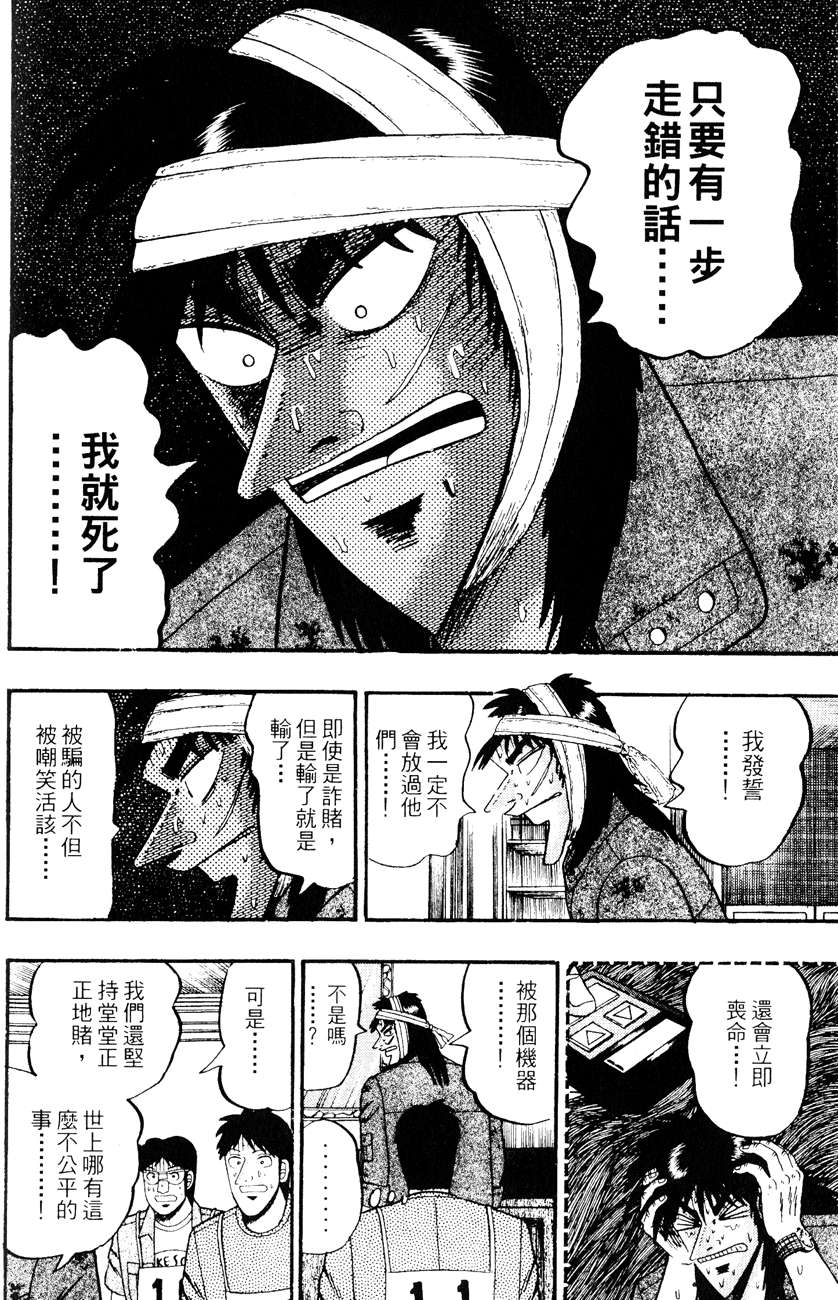 只要有一步
走錯的話……
我就死了
………！
我發誓
……！
我一定不
會放過他
們……！
即使是詐賭，
但是輸了就是
輸了…
被騙的人不但
被嘲笑活該……
還會立即
喪命…！
被那個機器
……！
不是嗎
……？
……
可是……
我們還堅
持堂堂正
正地賭，
世上哪有這
麼不公平的
事………！
KESS
1
1 1